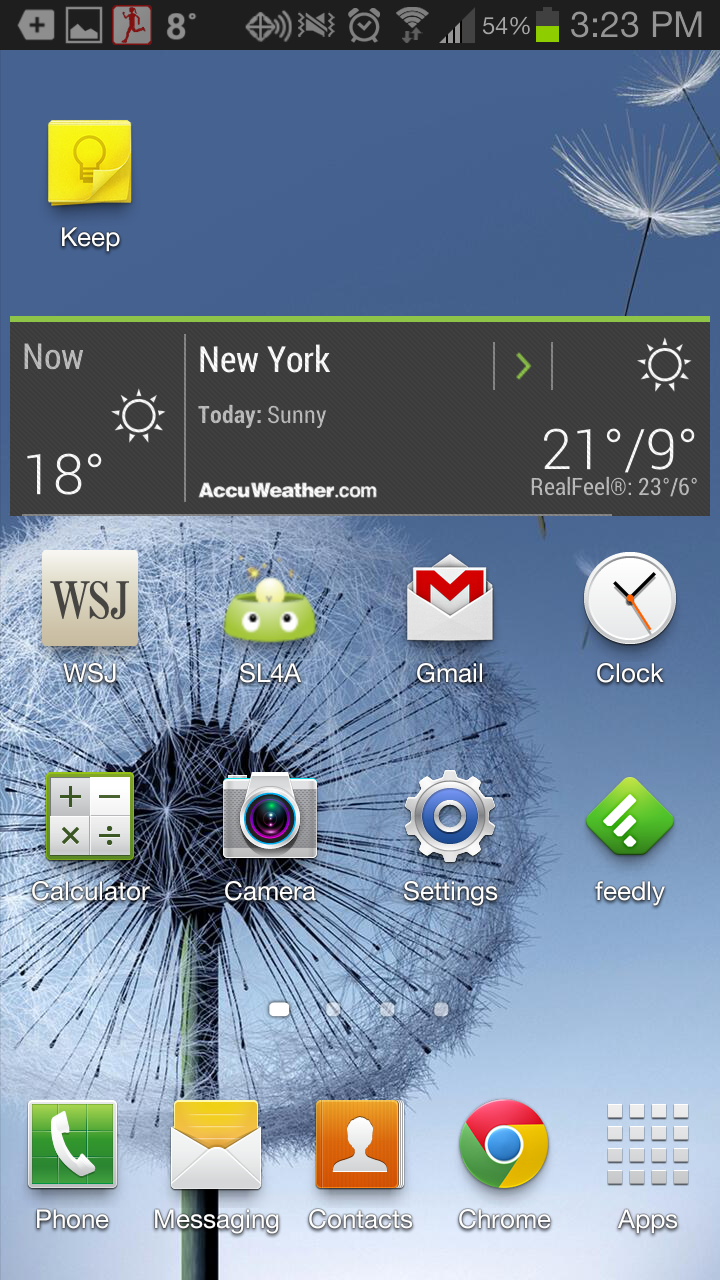 8° 54% 3:23 PM
Keep
Now
New York
Today: Sunny
18°
21°/9°
AccuWeather.com
RealFeel®: 23°/6°
WSJ
WSJ SL4A Gmail Clock
Calculator Camera Settings feedly
Phone Messaging Contacts Chrome Apps